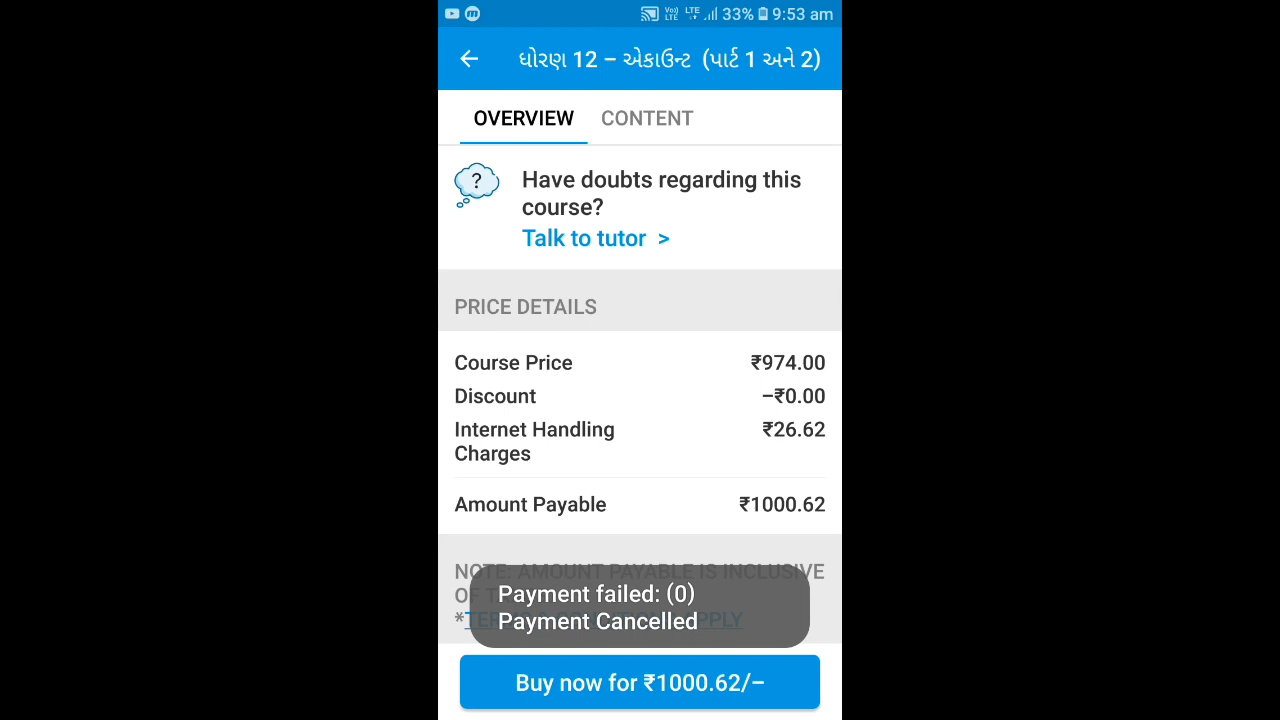 33% 9:53 am
ધોરણ 12 – એકાઉન્ટ (પાર્ટ 1 અને 2)
OVERVIEW CONTENT
?
Have doubts regarding this
course?
Talk to tutor >
PRICE DETAILS
Course Price ₹974.00
Discount –₹0.00
Internet Handling ₹26.62
Charges
Amount Payable ₹1000.62
NOTE: AMOUNT PAYABLE IS INCLUSIVE
OF
Payment failed: (0)
Payment Cancelled
Buy now for ₹1000.62/–